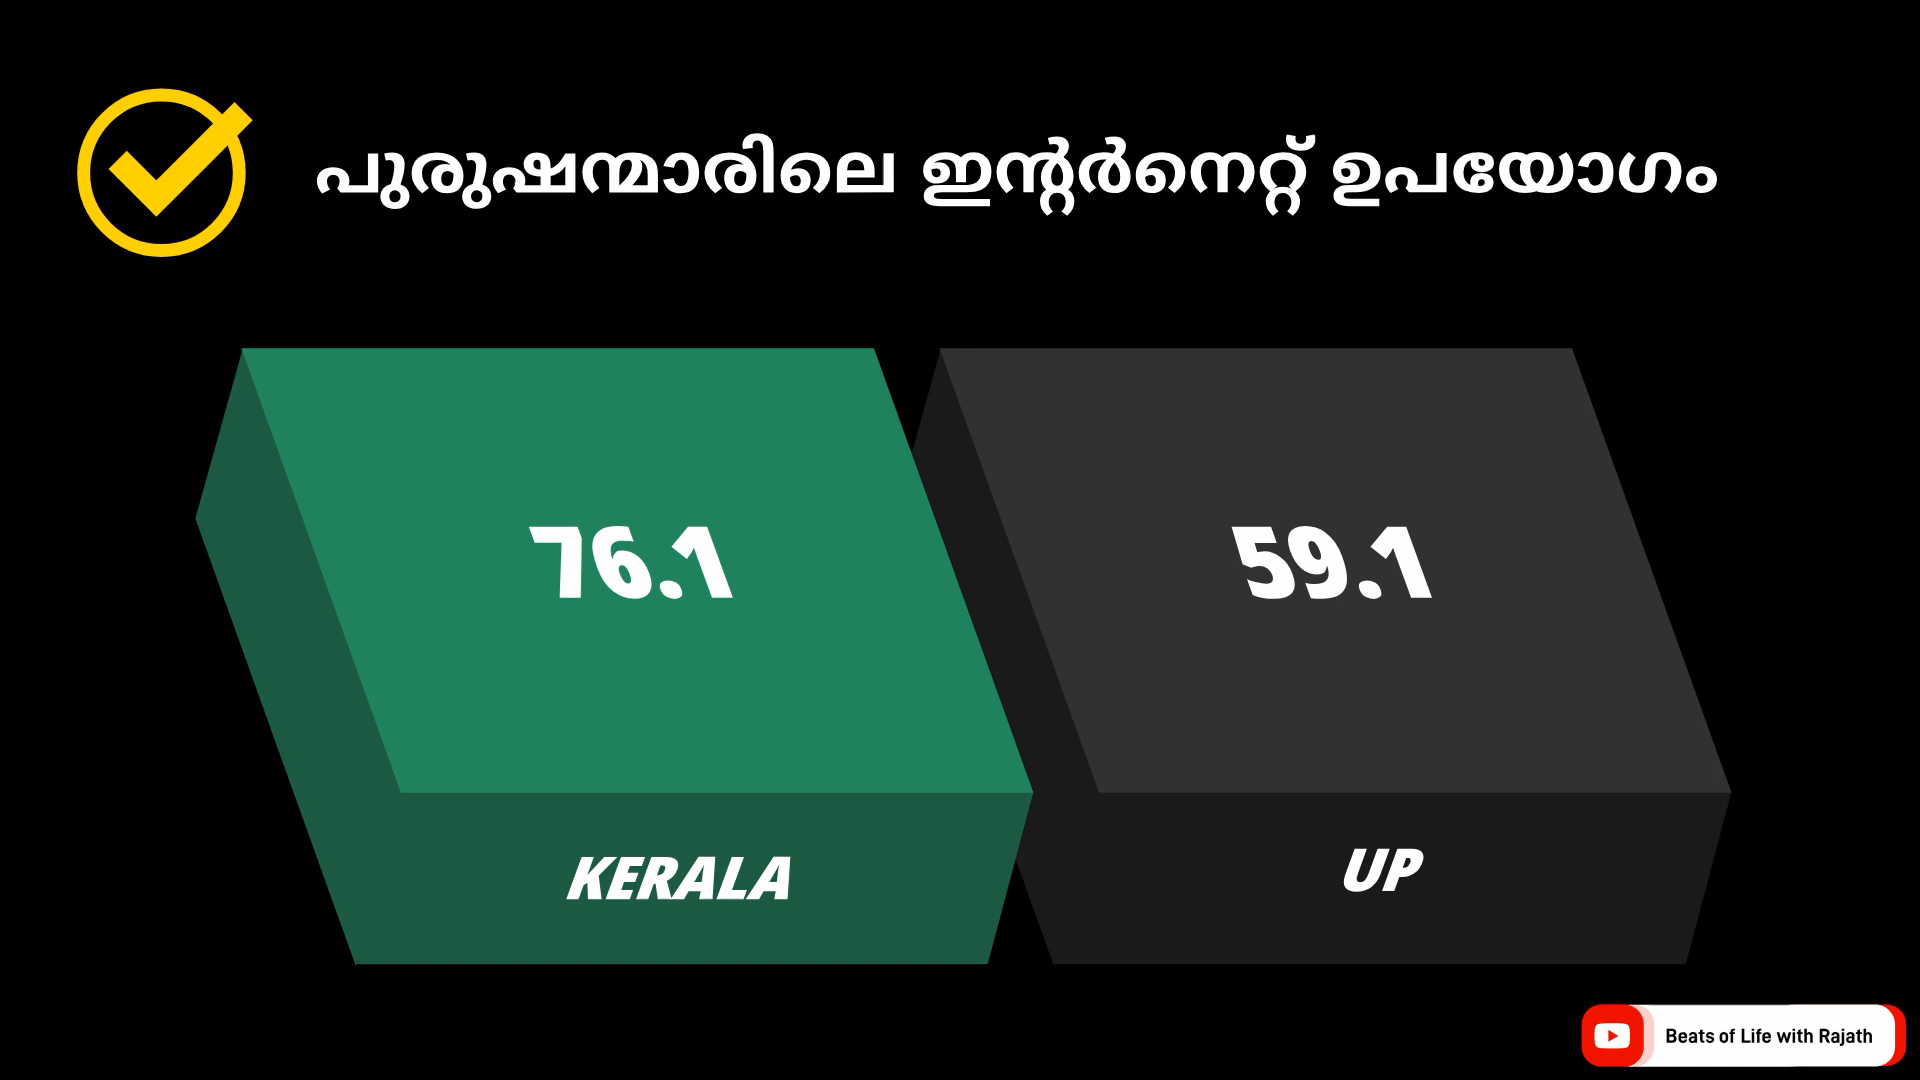 പുരുഷന്മാരിലെ ഇന്റർനെറ്റ് ഉപയോഗം
76.1
59.1
KERALA
UP
Beats of Life with Rajath